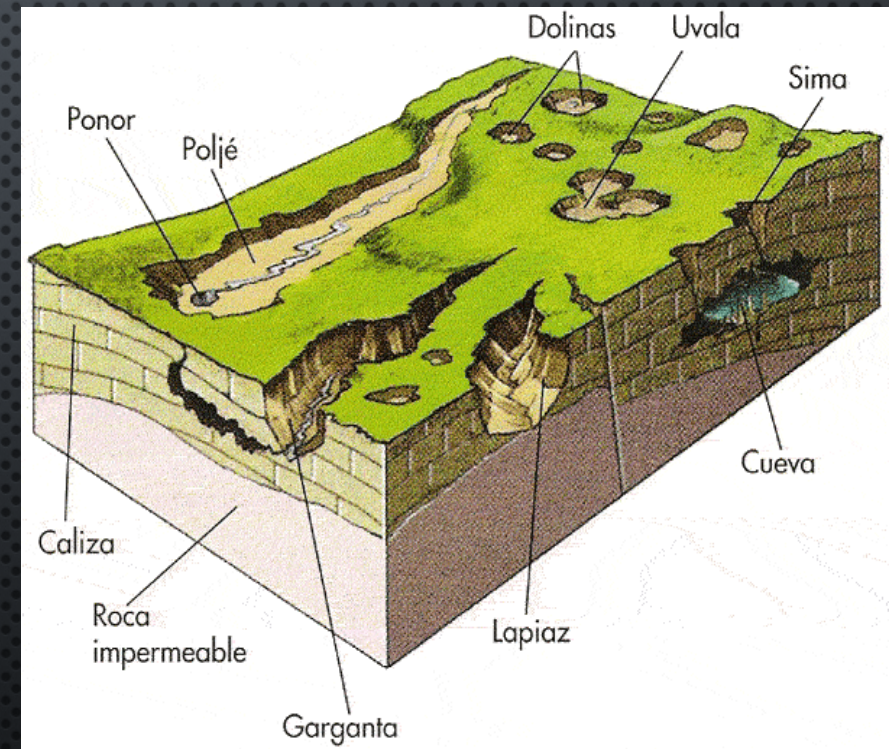 Dolinas
Uvala
Sima
Ponor
Poljé
Cueva
Caliza
Roca
impermeable
Lapiaz
Garganta